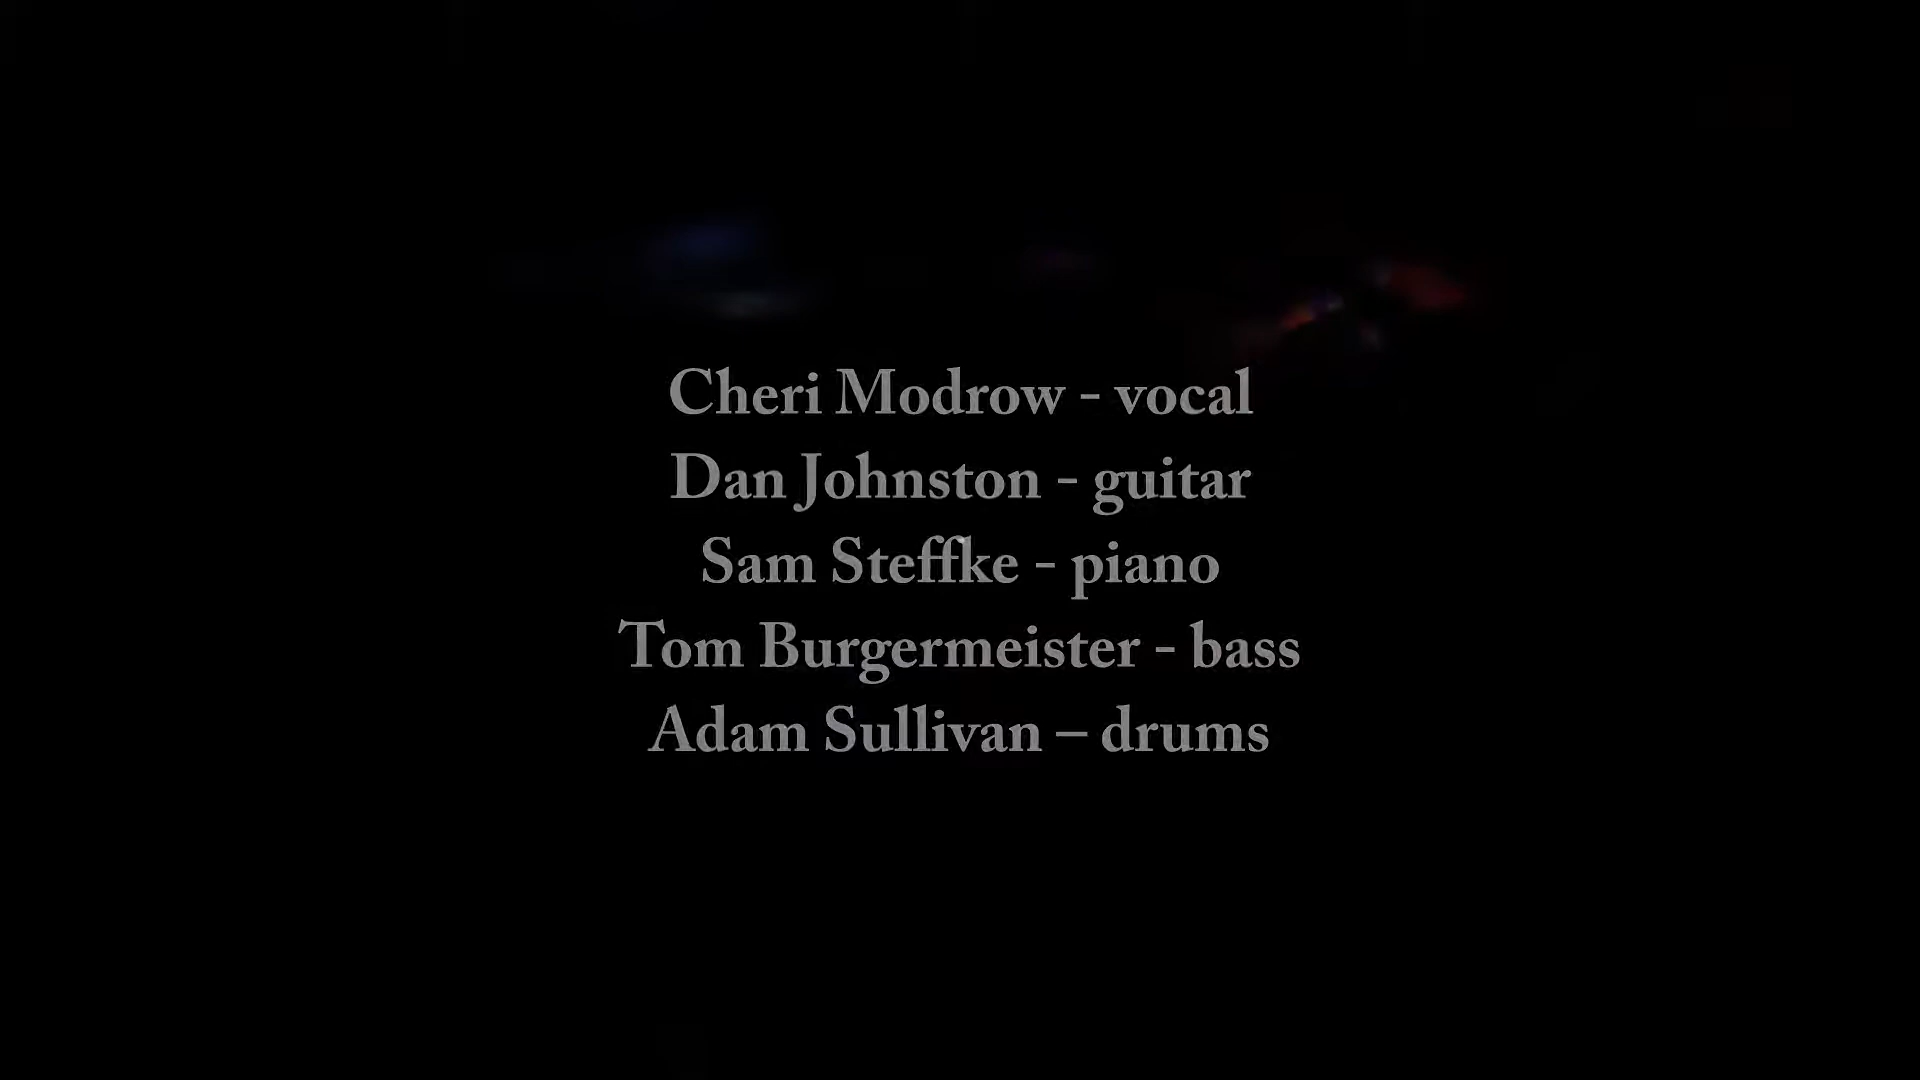 Cheri Modrow - vocal
Dan Johnston - guitar
Sam Steffke - piano
Tom Burgermeister - bass
Adam Sullivan – drums